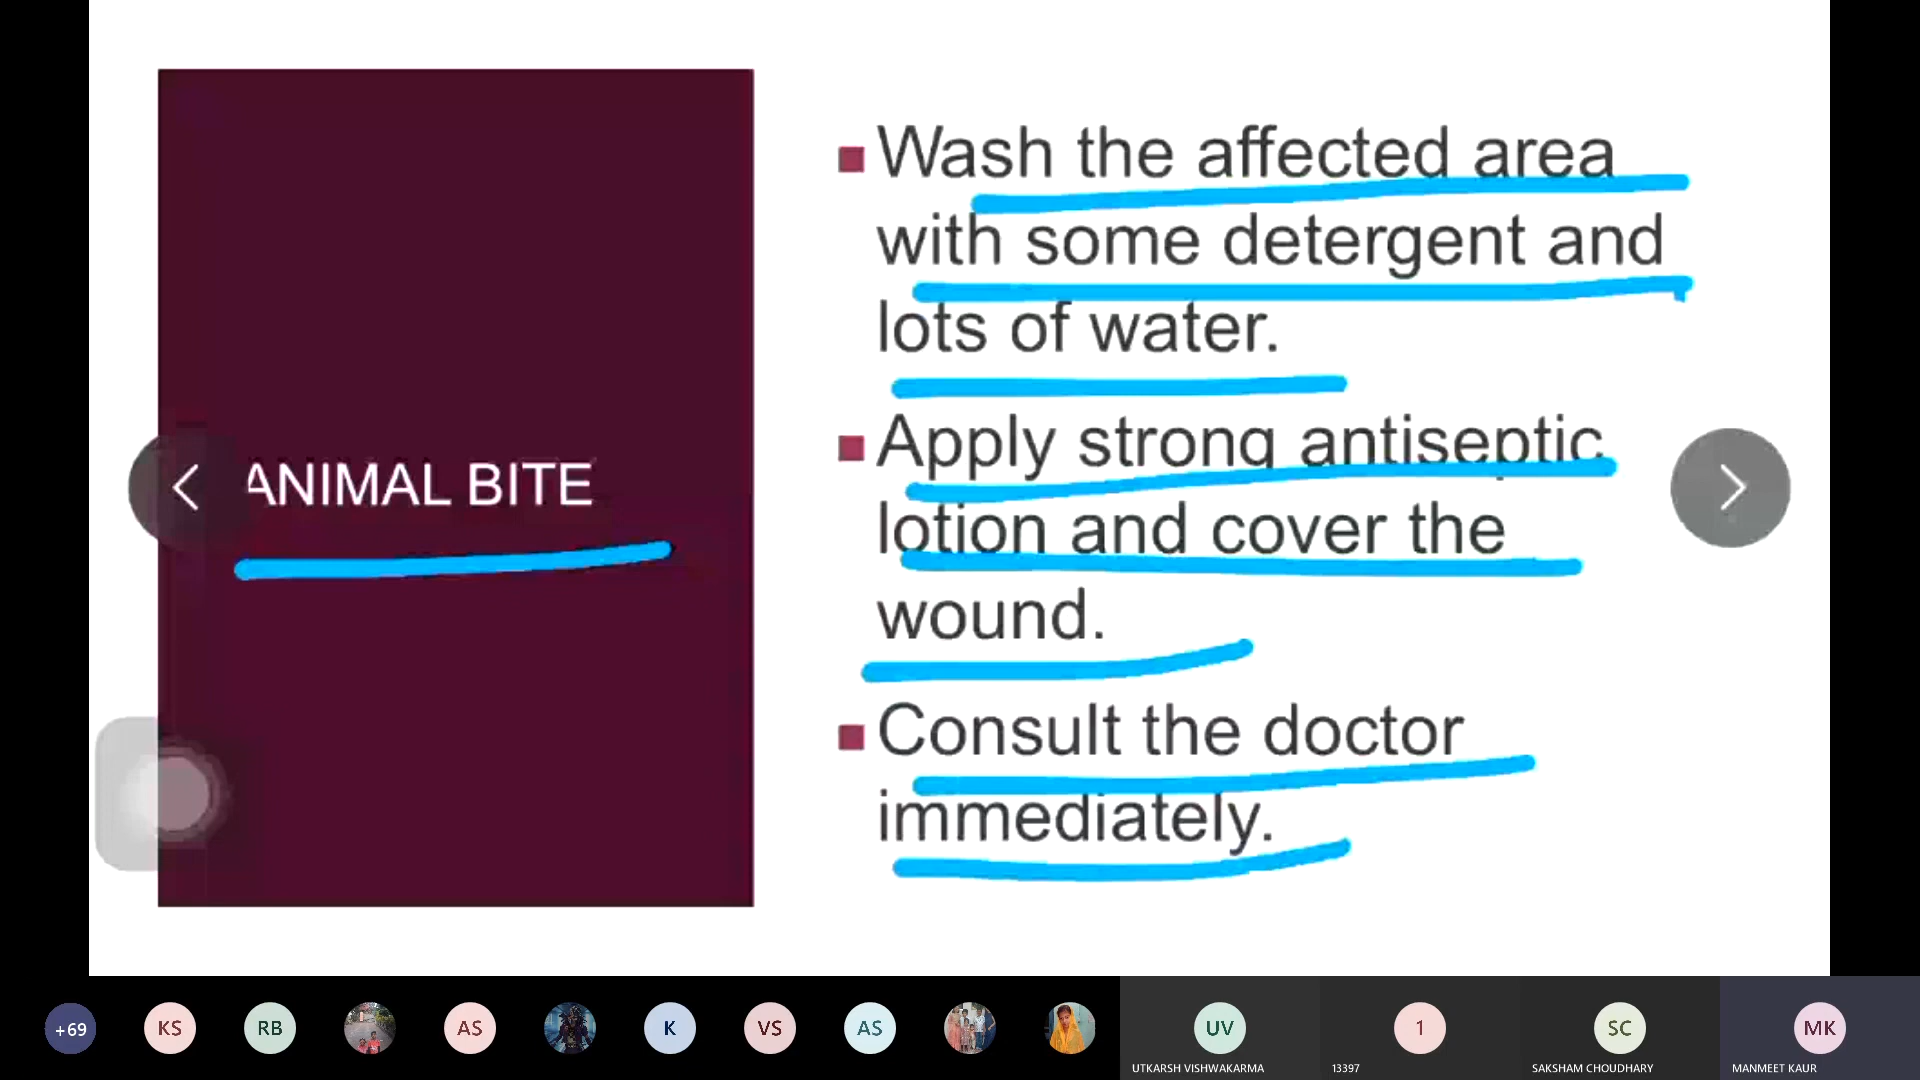 ANIMAL BITE
Wash the affected area
with some detergent and
lots of water.
Apply strong antiseptic
lotion and cover the
wound.
Consult the doctor
immediately.
+69
KS
RB
AS
K
VS
AS
UV
1
SC
MK
UTKARSH VISHWAKARMA
13397
SAKSHAM CHOUDHARY
MANMEET KAUR